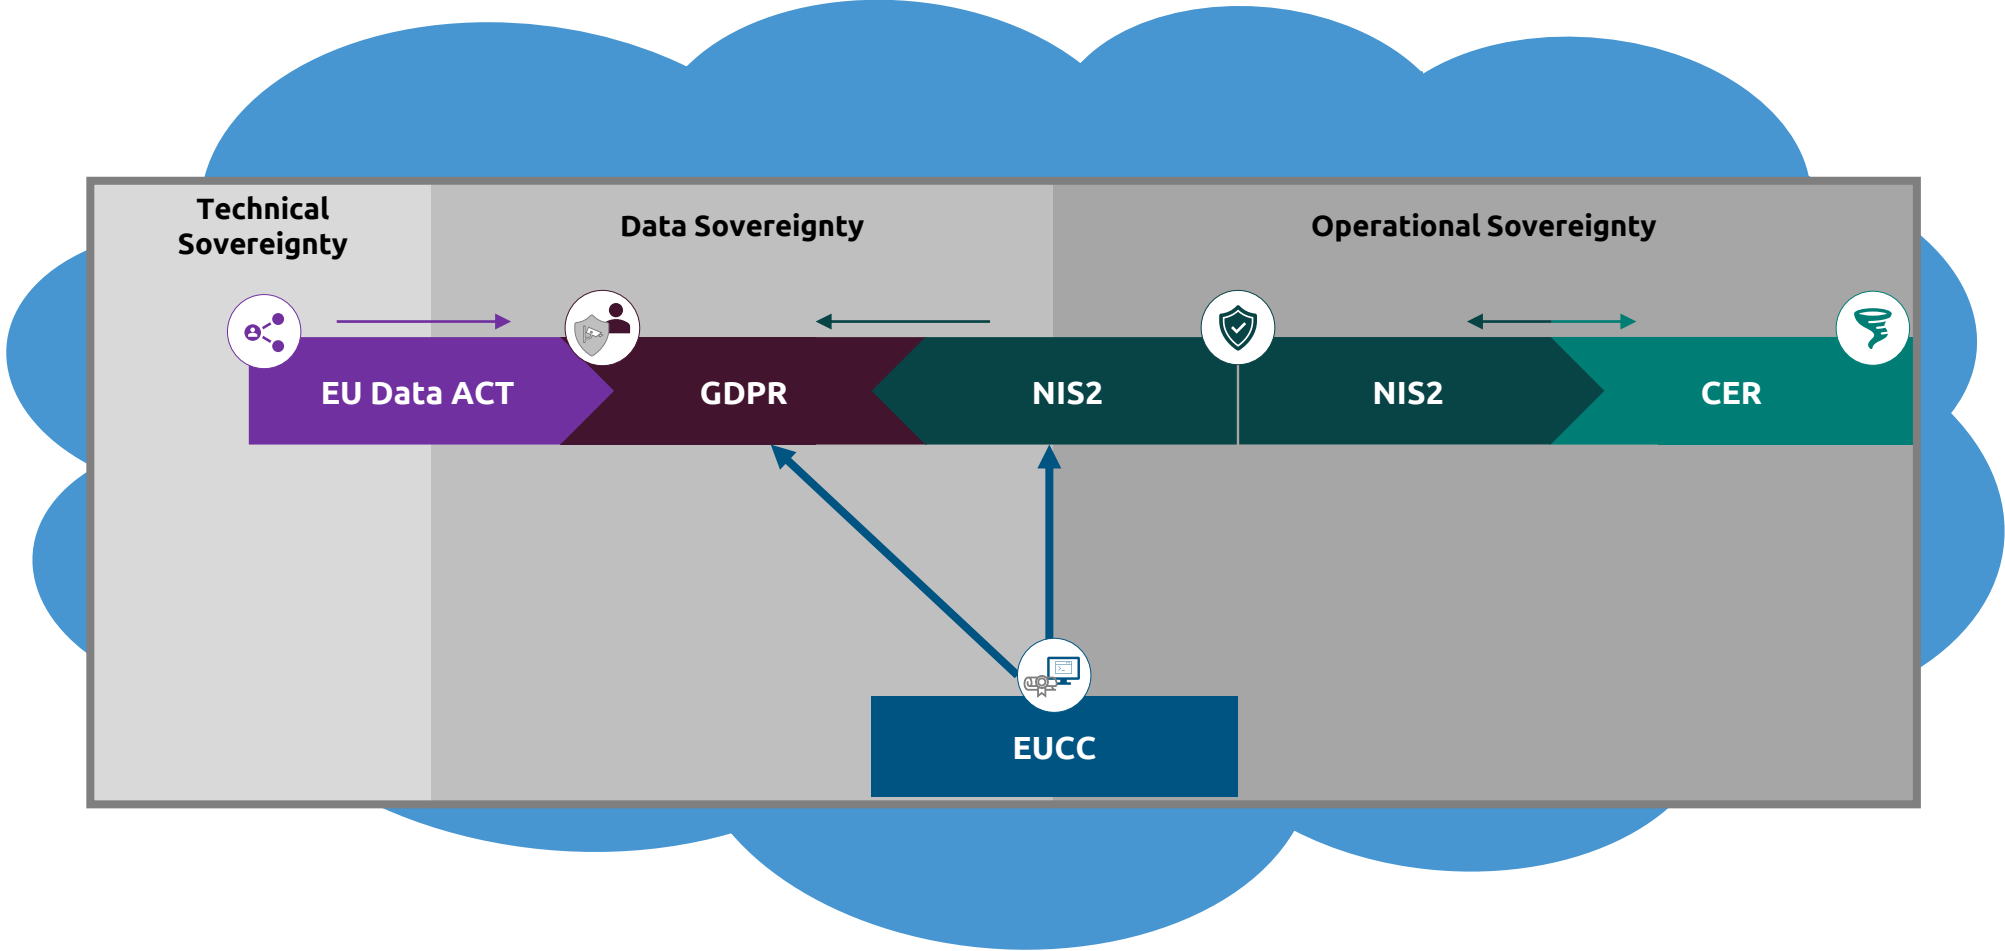 Technical
Sovereignty
Data Sovereignty
Operational Sovereignty
EU Data ACT
GDPR
NIS2
NIS2
CER
EUCC